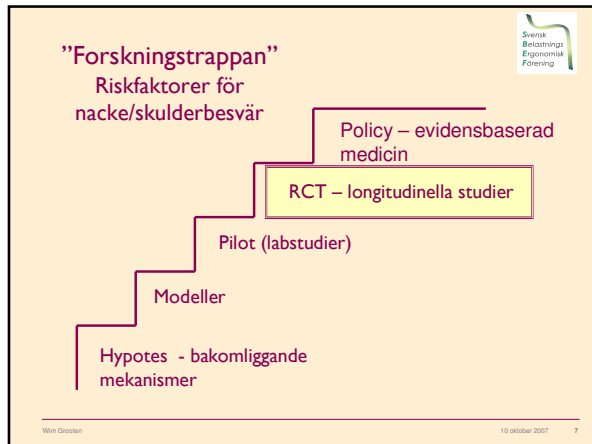 ”Forskningstrappan”
Riskfaktorer för
nacke/skulderbesvär
Svensk
Belastnings
Ergonomisk
Förening
Policy – evidensbaserad
medicin
RCT – longitudinella studier
Pilot (labstudier)
Modeller
Hypotes - bakomliggande
mekanismer
Wim Grooten
10 oktober 2007
7